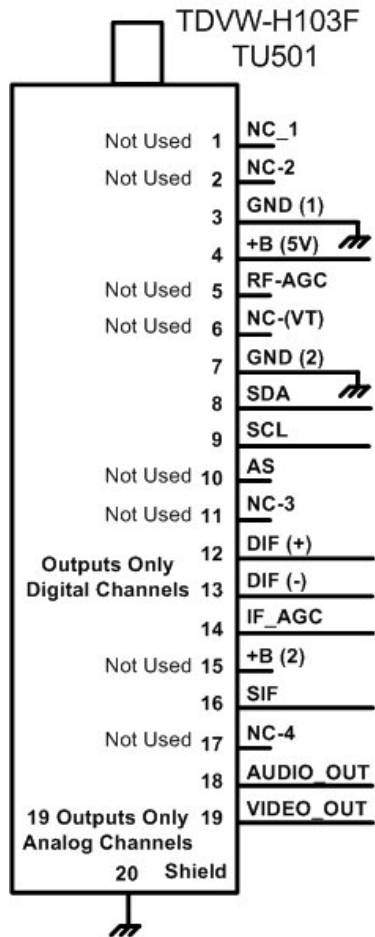 TDVW-H103F
TU501
Not Used 1 NC_1
Not Used 2 NC-2
3 GND (1)
4 +B (5V)
Not Used 5 RF-AGC
Not Used 6 NC-(VT)
7 GND (2)
8 SDA
9 SCL
Not Used 10 AS
Not Used 11 NC-3
12 DIF (+)
Outputs Only
Digital Channels 13 DIF (-)
14 IF_AGC
Not Used 15 +B (2)
16 SIF
Not Used 17 NC-4
18 AUDIO_OUT
19 Outputs Only 19 VIDEO_OUT
Analog Channels
20 Shield